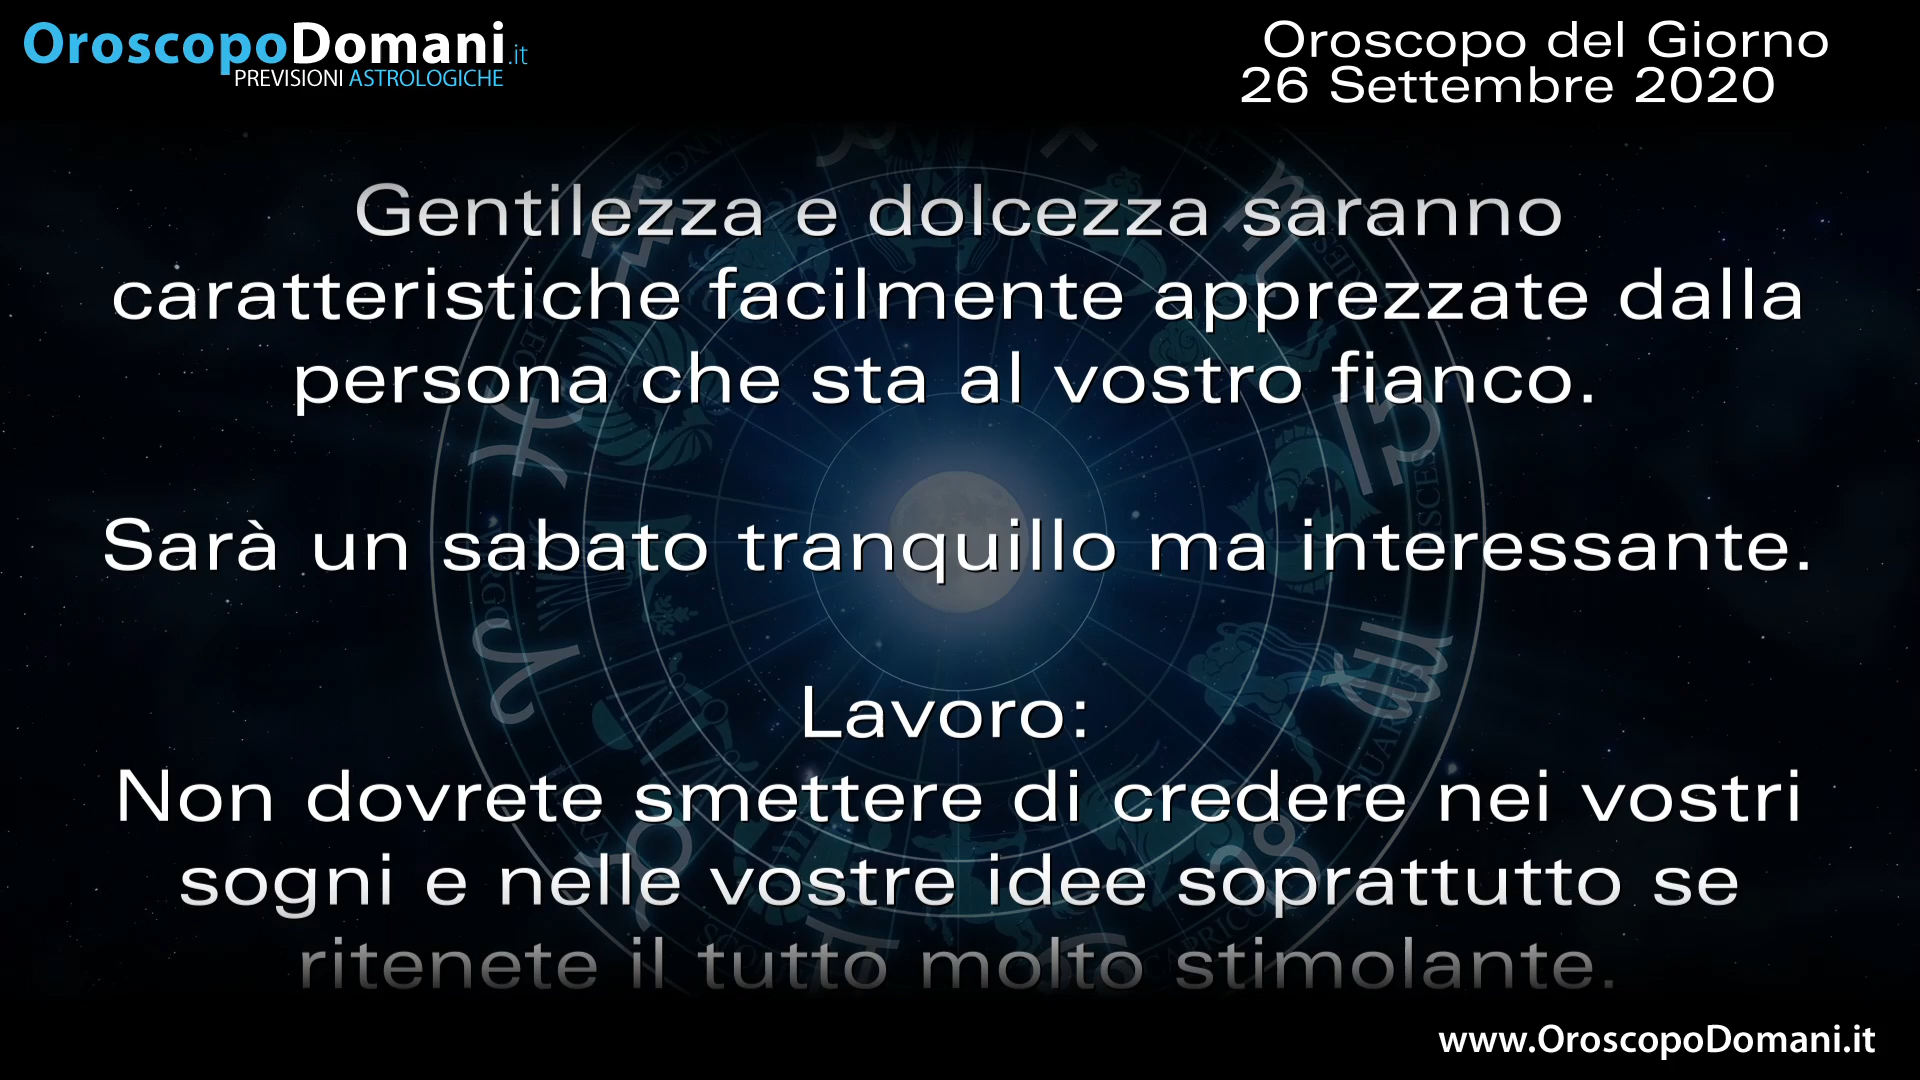 OroscopoDomani.it
PREVISIONI ASTROLOGICHE
Oroscopo del Giorno
26 Settembre 2020
Gentilezza e dolcezza saranno
caratteristiche facilmente apprezzate dalla
persona che sta al vostro fianco.
Sarà un sabato tranquillo ma interessante.
Lavoro:
Non dovrete smettere di credere nei vostri
sogni e nelle vostre idee soprattutto se
ritenete il tutto molto stimolante.
www.OroscopoDomani.it